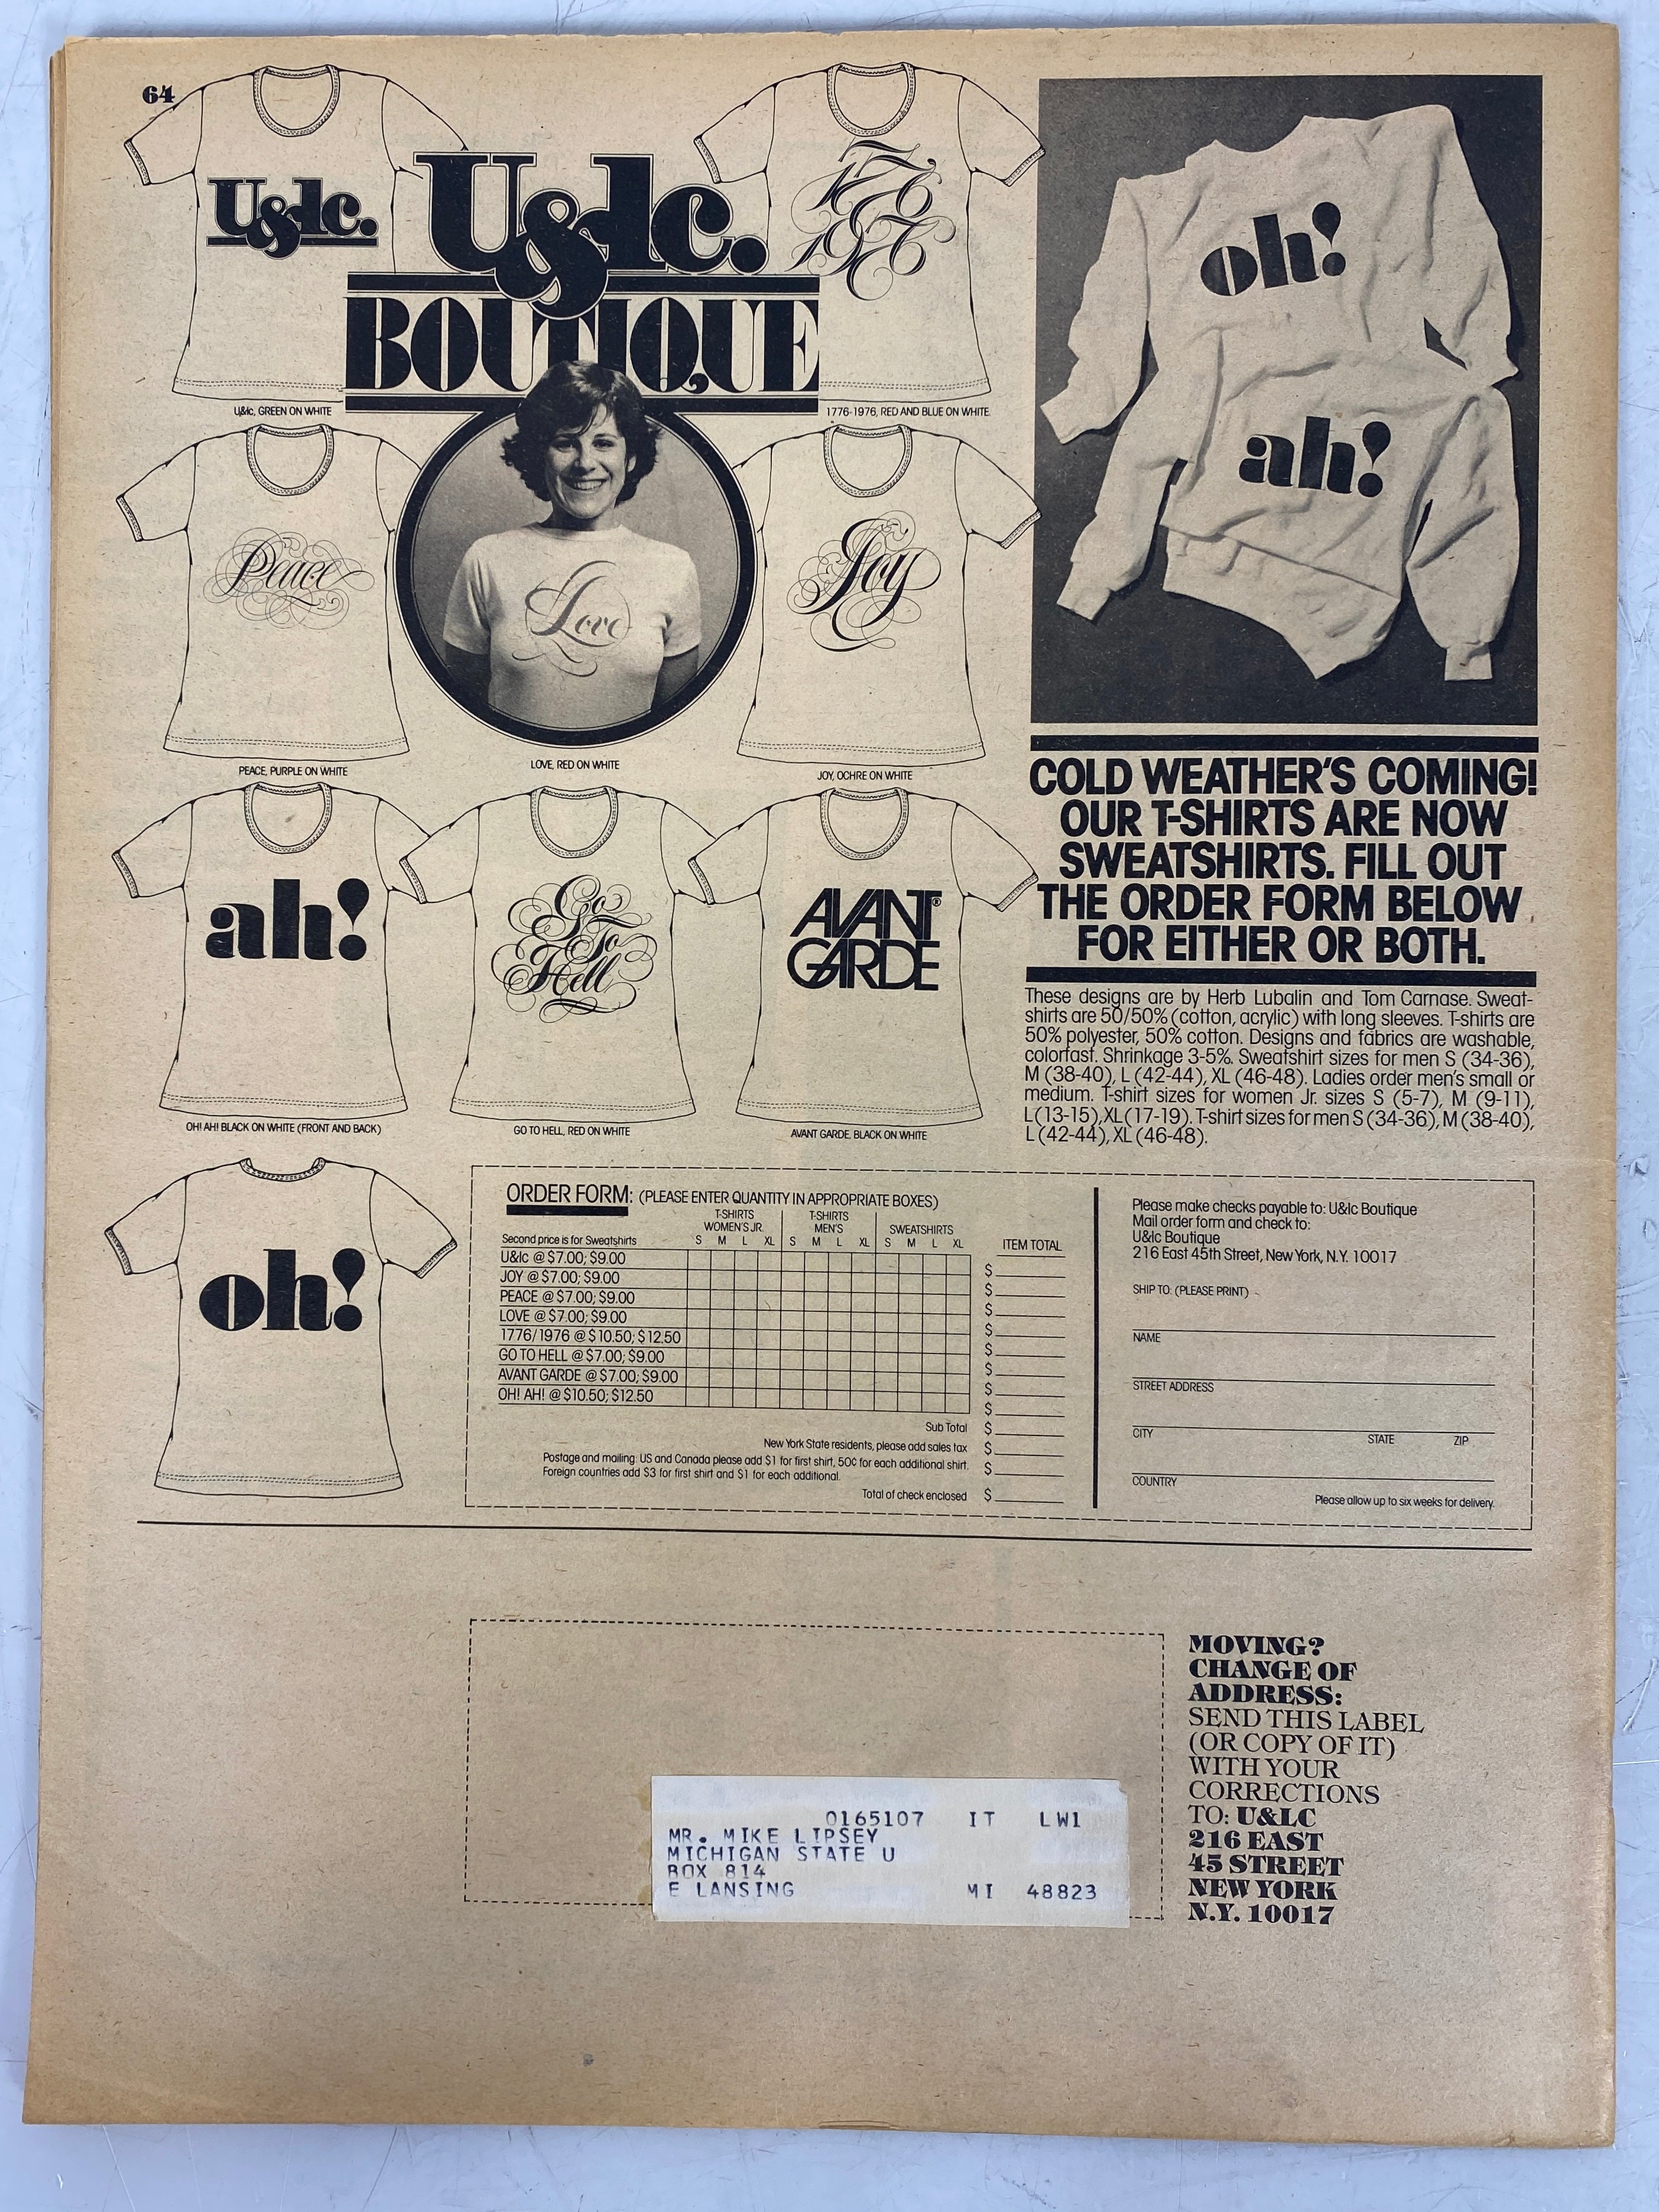 64
U&lc.
U&lc.
BOUTIQUE
1776
1976
U&lc, GREEN ON WHITE
1776-1976, RED AND BLUE ON WHITE.
oh!
ah!
Peace
Love
Joy
PEACE, PURPLE ON WHITE
LOVE, RED ON WHITE
JOY, OCHRE ON WHITE
COLD WEATHER'S COMING!
OUR T-SHIRTS ARE NOW
SWEATSHIRTS. FILL OUT
THE ORDER FORM BELOW
FOR EITHER OR BOTH.
ah!
Go
To
Hell
AVANT®
GARDE
OH! AH! BLACK ON WHITE (FRONT AND BACK)
GO TO HELL, RED ON WHITE
AVANT GARDE, BLACK ON WHITE
These designs are by Herb Lubalin and Tom Carnase. Sweat-
shirts are 50/50% (cotton, acrylic) with long sleeves. T-shirts are
50% polyester, 50% cotton. Designs and fabrics are washable,
colorfast. Shrinkage 3-5%. Sweatshirt sizes for men S (34-36),
M (38-40), L (42-44), XL (46-48). Ladies order men's small or
medium. T-shirt sizes for women Jr. sizes S (5-7), M (9-11),
L (13-15), XL (17-19). T-shirt sizes for men S (34-36), M (38-40),
L (42-44), XL (46-48).
oh!
ORDER FORM: (PLEASE ENTER QUANTITY IN APPROPRIATE BOXES)
T-SHIRTS WOMEN'S JR. T-SHIRTS MEN'S SWEATSHIRTS
Second price is for Sweatshirts S M L XL S M L XL S M L XL ITEM TOTAL
U&lc @ $7.00; $9.00 $
JOY @ $7.00; $9.00 $
PEACE @ $7.00; $9.00 $
LOVE @ $7.00; $9.00 $
1776/1976 @ $10.50; $12.50 $
GO TO HELL @ $7.00; $9.00 $
AVANT GARDE @ $7.00; $9.00 $
OH! AH! @ $10.50; $12.50 $
Sub Total $
New York State residents, please add sales tax $
Postage and mailing: US and Canada please add $1 for first shirt, 50¢ for each additional shirt. $
Foreign countries add $3 for first shirt and $1 for each additional.
Total of check enclosed $
Please make checks payable to: U&lc Boutique
Mail order form and check to:
U&lc Boutique
216 East 45th Street, New York, N.Y. 10017
SHIP TO: (PLEASE PRINT)
NAME
STREET ADDRESS
CITY STATE ZIP
COUNTRY
Please allow up to six weeks for delivery.
MOVING?
CHANGE OF
ADDRESS:
SEND THIS LABEL
(OR COPY OF IT)
WITH YOUR
CORRECTIONS
TO: U&LC
216 EAST
45 STREET
NEW YORK
N.Y. 10017
0165107 IT LW1
MR. MIKE LIPSEY
MICHIGAN STATE U
BOX 814
E LANSING MI 48823